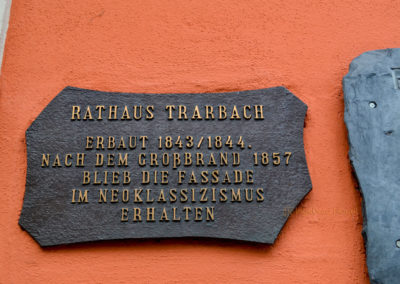 RATHAUS TRARBACH
ERBAUT 1843/1844.
NACH DEM GROßBRAND 1857
BLIEB DIE FASSADE
IM NEOKLASSIZISMUS
ERHALTEN